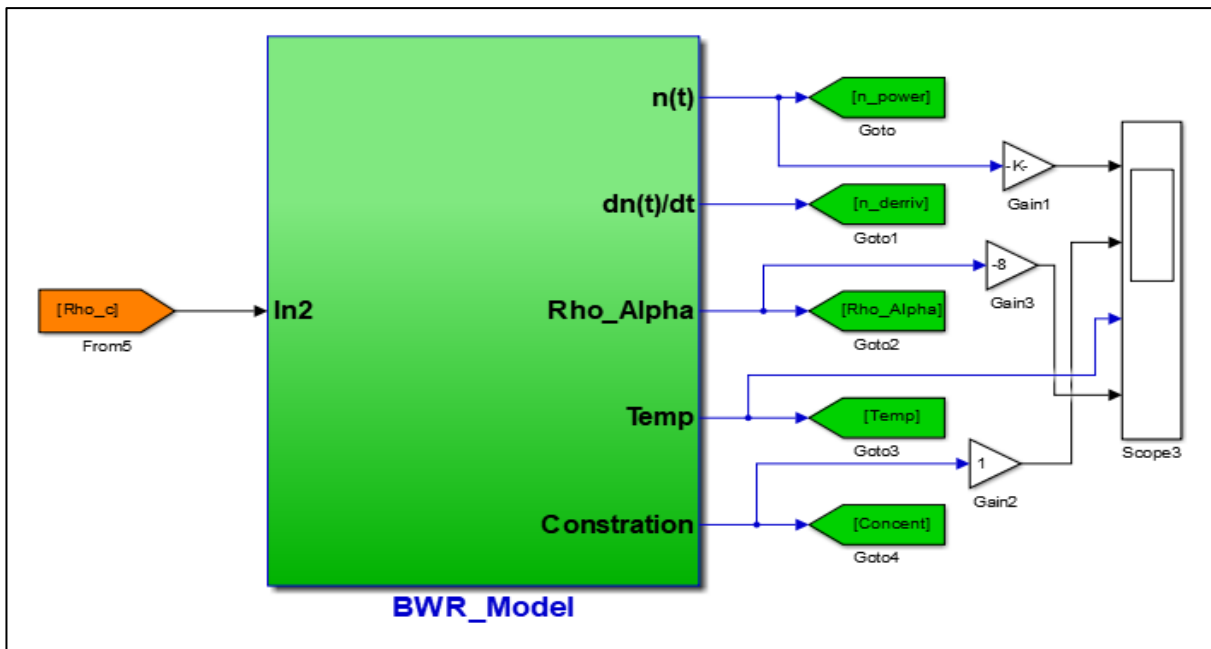 n(t)
[n_power]
Goto
-K-
Gain1
dn(t)/dt
[n_derriv]
Goto1
-8
Gain3
[Rho_c]
From5
In2
Rho_Alpha
[Rho_Alpha]
Goto2
Temp
[Temp]
Goto3
Scope3
1
Gain2
Constration
[Concent]
Goto4
BWR_Model